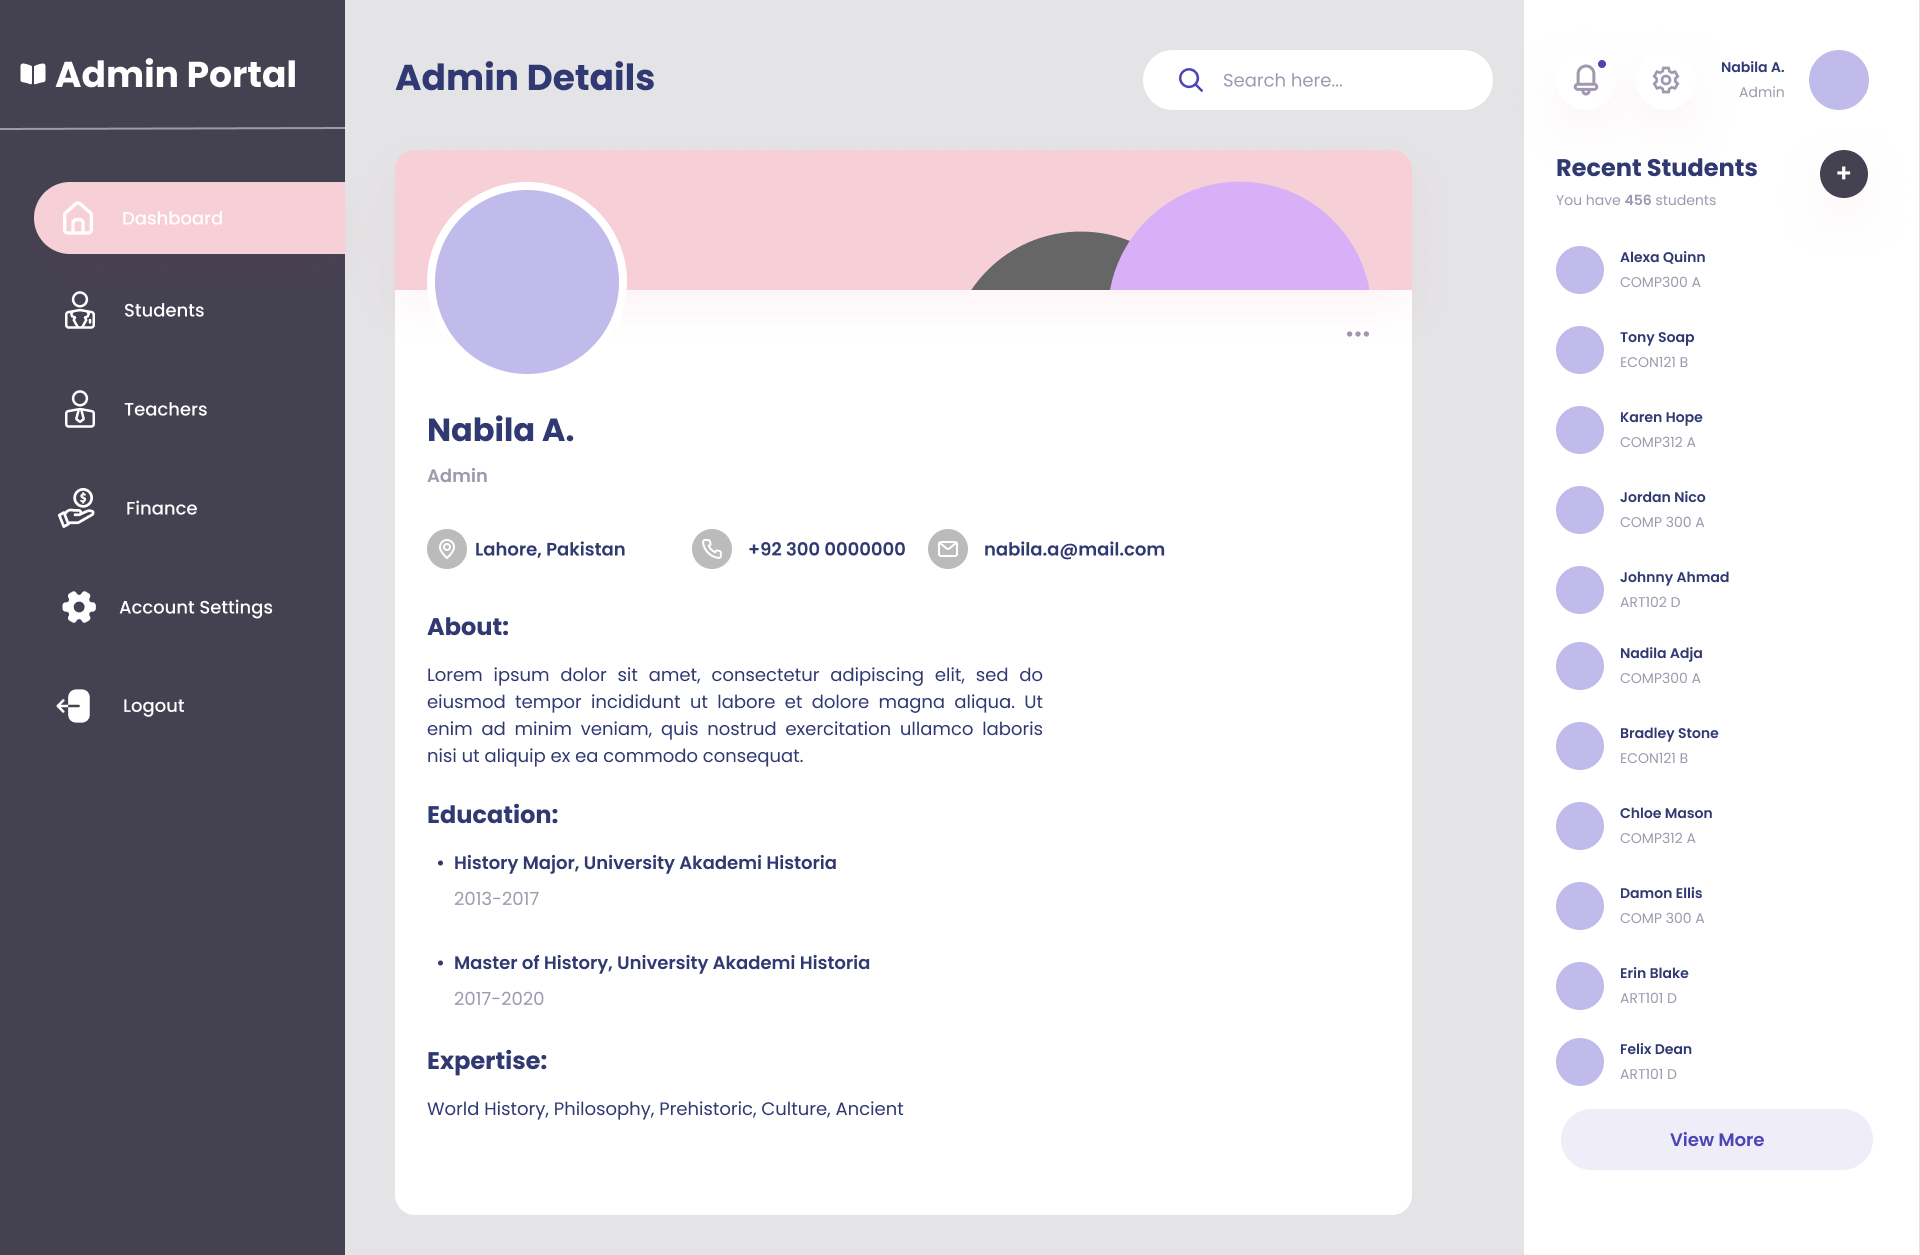 Admin Portal
Dashboard
Students
Teachers
Finance
Account Settings
Logout
Admin Details
Search here...
Nabila A.
Admin
Lahore, Pakistan
+92 300 0000000
nabila.a@mail.com
About:
Lorem ipsum dolor sit amet, consectetur adipiscing elit, sed do
eiusmod tempor incididunt ut labore et dolore magna aliqua. Ut
enim ad minim veniam, quis nostrud exercitation ullamco laboris
nisi ut aliquip ex ea commodo consequat.
Education:
• History Major, University Akademi Historia
2013-2017
• Master of History, University Akademi Historia
2017-2020
Expertise:
World History, Philosophy, Prehistoric, Culture, Ancient
Nabila A.
Admin
Recent Students
+
You have 456 students
Alexa Quinn
COMP300 A
Tony Soap
ECON121 B
Karen Hope
COMP312 A
Jordan Nico
COMP 300 A
Johnny Ahmad
ART102 D
Nadila Adja
COMP300 A
Bradley Stone
ECON121 B
Chloe Mason
COMP312 A
Damon Ellis
COMP 300 A
Erin Blake
ART101 D
Felix Dean
ART101 D
View More